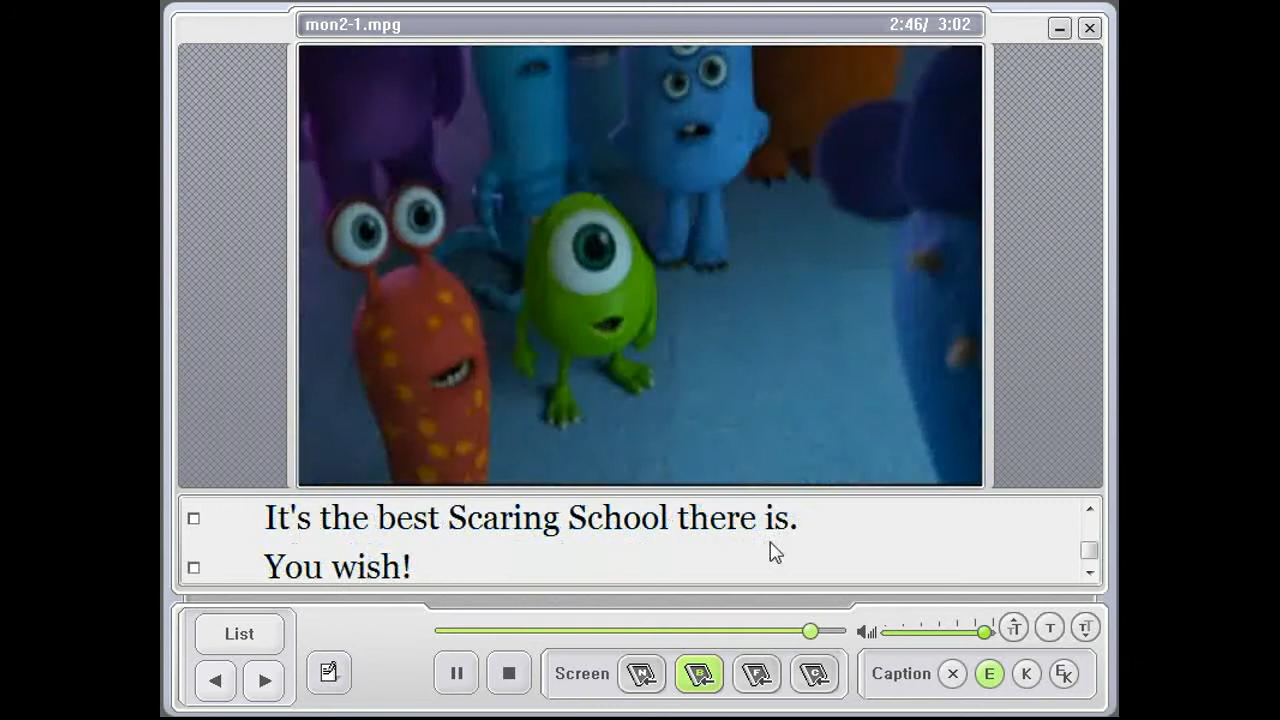 mon2-1.mpg
2:46/ 3:02
It's the best Scaring School there is.
You wish!
List
Screen
N
E
F
C
Caption
X
E
K
EK
T
T
T